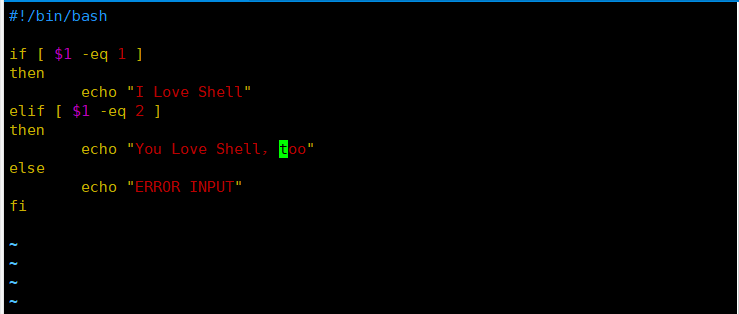 #!/bin/bash
if [ $1 -eq 1 ]
then
echo "I Love Shell"
elif [ $1 -eq 2 ]
then
echo "You Love Shell, too"
else
echo "ERROR INPUT"
fi
~
~
~
~